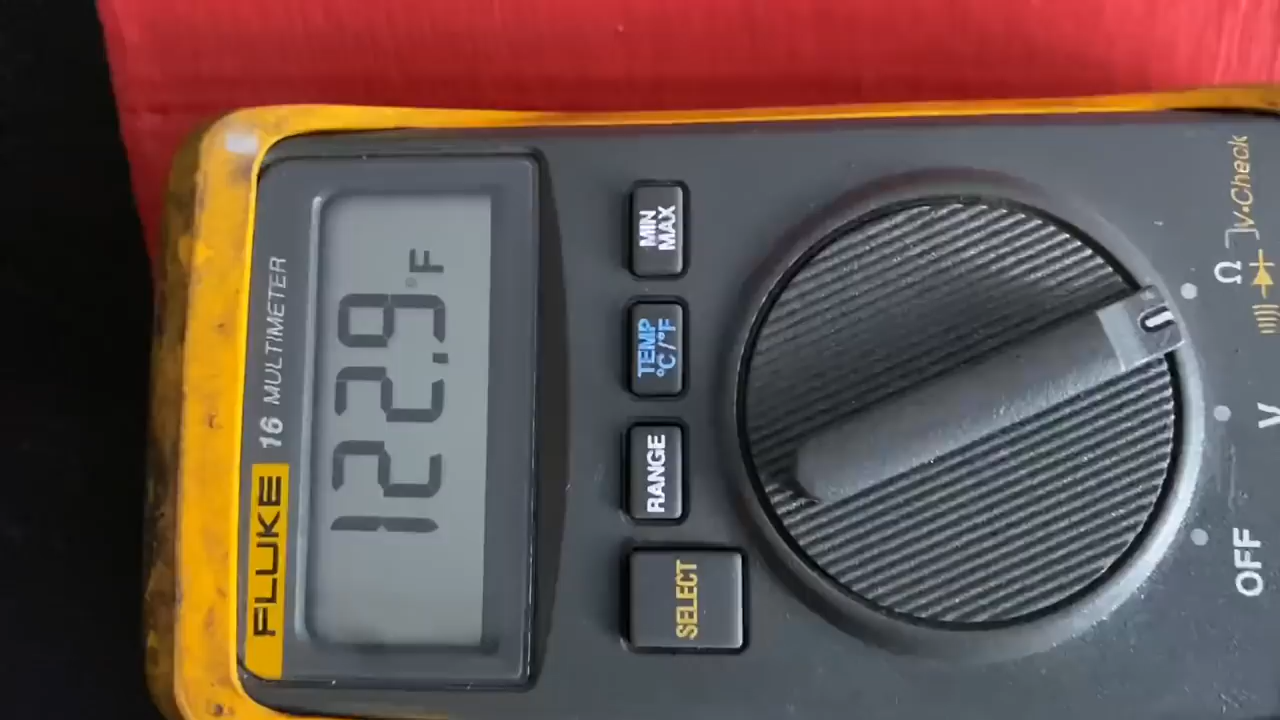 FLUKE 16 MULTIMETER
122.9 °F
SELECT
RANGE
TEMP
°C/°F
MIN
MAX
OFF
V
Ω
V-Check